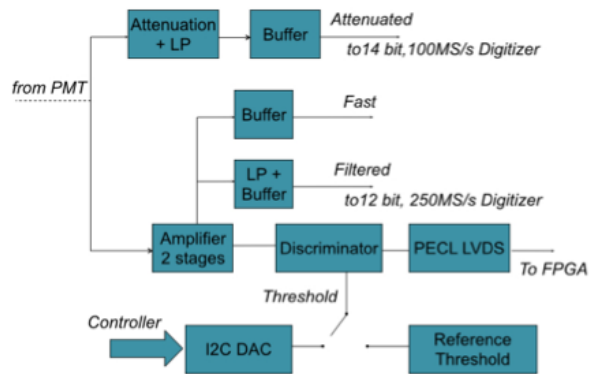 Attenuation
+ LP
Buffer
Attenuated
to14 bit,100MS/s Digitizer
from PMT
Buffer
Fast
LP +
Buffer
Filtered
to12 bit, 250MS/s Digitizer
Amplifier
2 stages
Discriminator
PECL LVDS
To FPGA
Threshold
Controller
I2C DAC
Reference
Threshold